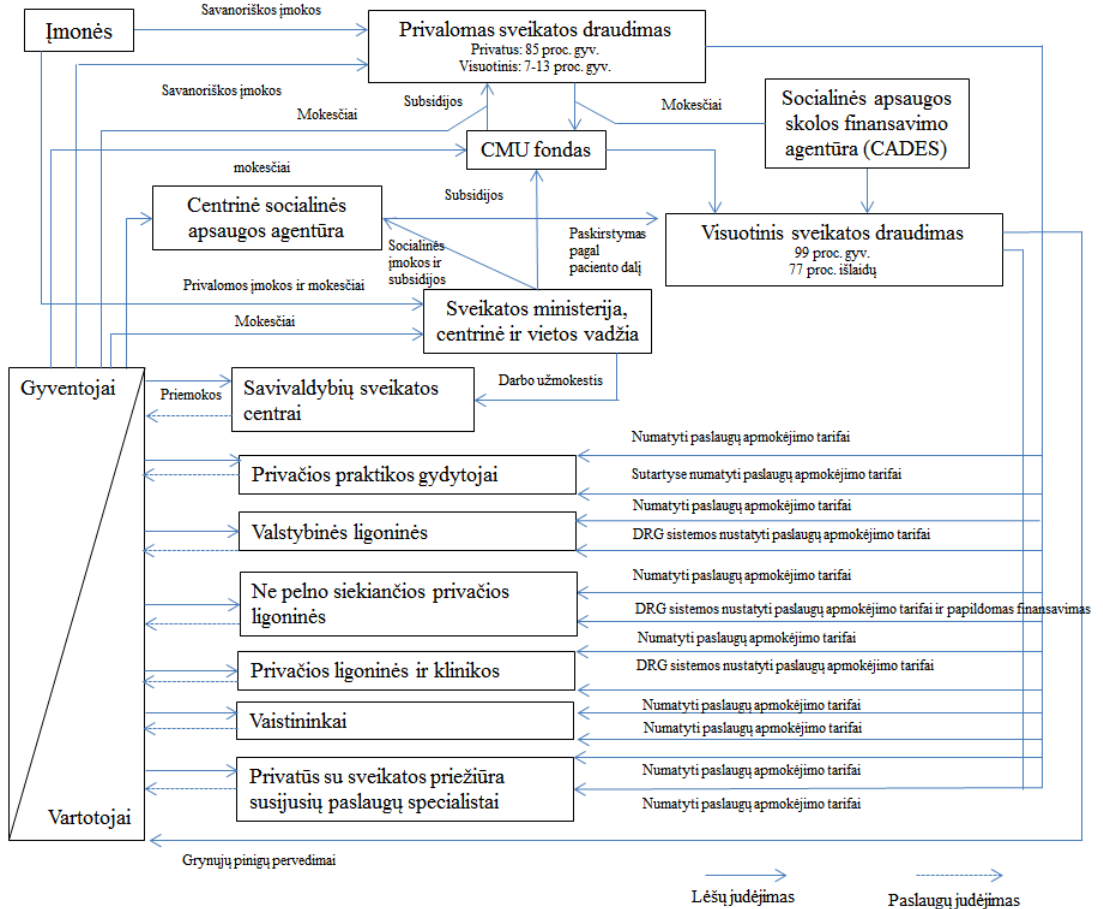 Savanoriškos įmokos
Įmonės
Privalomas sveikatos draudimas
Privatus: 85 proc. gyv.
Visuotinis: 7-13 proc. gyv.
Savanoriškos įmokos
Subsidijos
Mokesčiai
Mokesčiai
Socialinės apsaugos
skolos finansavimo
agentūra (CADES)
CMU fondas
mokesčiai
Subsidijos
Centrinė socialinės
apsaugos agentūra
Socialinės
įmokos ir
subsidijos
Paskirstymas
pagal
paciento dalį
Visuotinis sveikatos draudimas
99 proc. gyv.
77 proc. išlaidų
Privalomos įmokos ir mokesčiai
Mokesčiai
Sveikatos ministerija,
centrinė ir vietos vadžia
Gyventojai
Priemokos
Savivaldybių sveikatos
centrai
Darbo užmokestis
Numatyti paslaugų apmokėjimo tarifai
Privačios praktikos gydytojai
Sutartyse numatyti paslaugų apmokėjimo tarifai
Numatyti paslaugų apmokėjimo tarifai
Valstybinės ligoninės
DRG sistemos nustatyti paslaugų apmokėjimo tarifai
Numatyti paslaugų apmokėjimo tarifai
Ne pelno siekiančios privačios
ligoninės
DRG sistemos nustatyti paslaugų apmokėjimo tarifai ir papildomas finansavimas
Numatyti paslaugų apmokėjimo tarifai
Privačios ligoninės ir klinikos
DRG sistemos nustatyti paslaugų apmokėjimo tarifai
Numatyti paslaugų apmokėjimo tarifai
Vaistininkai
Numatyti paslaugų apmokėjimo tarifai
Numatyti paslaugų apmokėjimo tarifai
Privatūs su sveikatos priežiūra
susijusių paslaugų specialistai
Numatyti paslaugų apmokėjimo tarifai
Vartotojai
Grynųjų pinigų pervedimai
Lėšų judėjimas
Paslaugų judėjimas